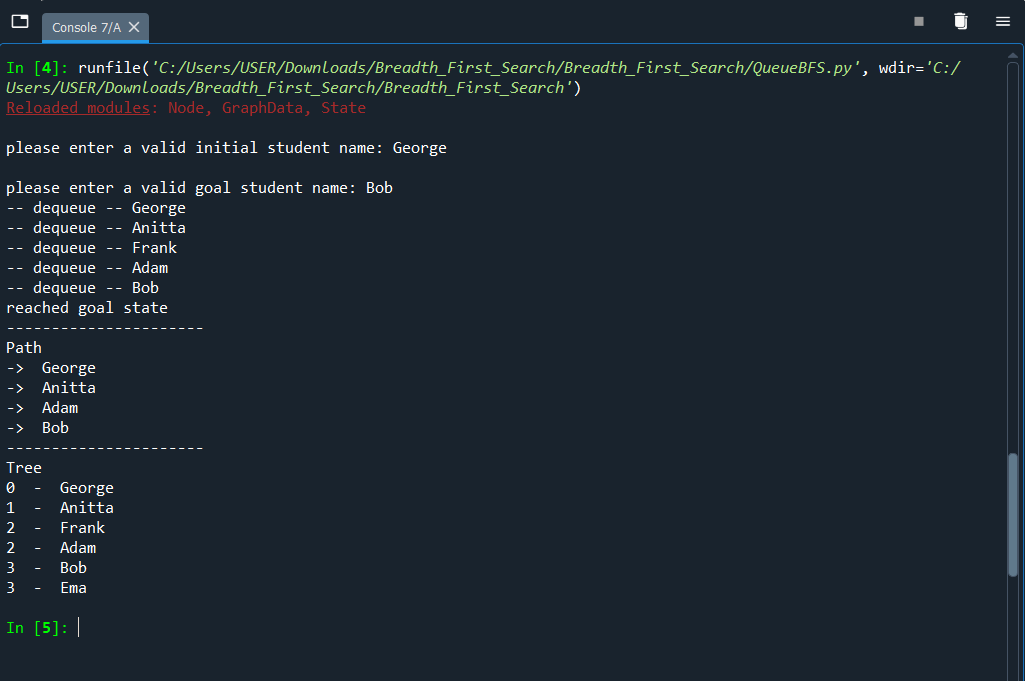 Console 7/A
In [4]: runfile('C:/Users/USER/Downloads/Breadth_First_Search/Breadth_First_Search/QueueBFS.py', wdir='C:/
Users/USER/Downloads/Breadth_First_Search/Breadth_First_Search')
Reloaded modules: Node, GraphData, State
please enter a valid initial student name: George
please enter a valid goal student name: Bob
-- dequeue -- George
-- dequeue -- Anitta
-- dequeue -- Frank
-- dequeue -- Adam
-- dequeue -- Bob
reached goal state
----------------------
Path
->  George
->  Anitta
->  Adam
->  Bob
----------------------
Tree
0  -  George
1  -  Anitta
2  -  Frank
2  -  Adam
3  -  Bob
3  -  Ema
In [5]: